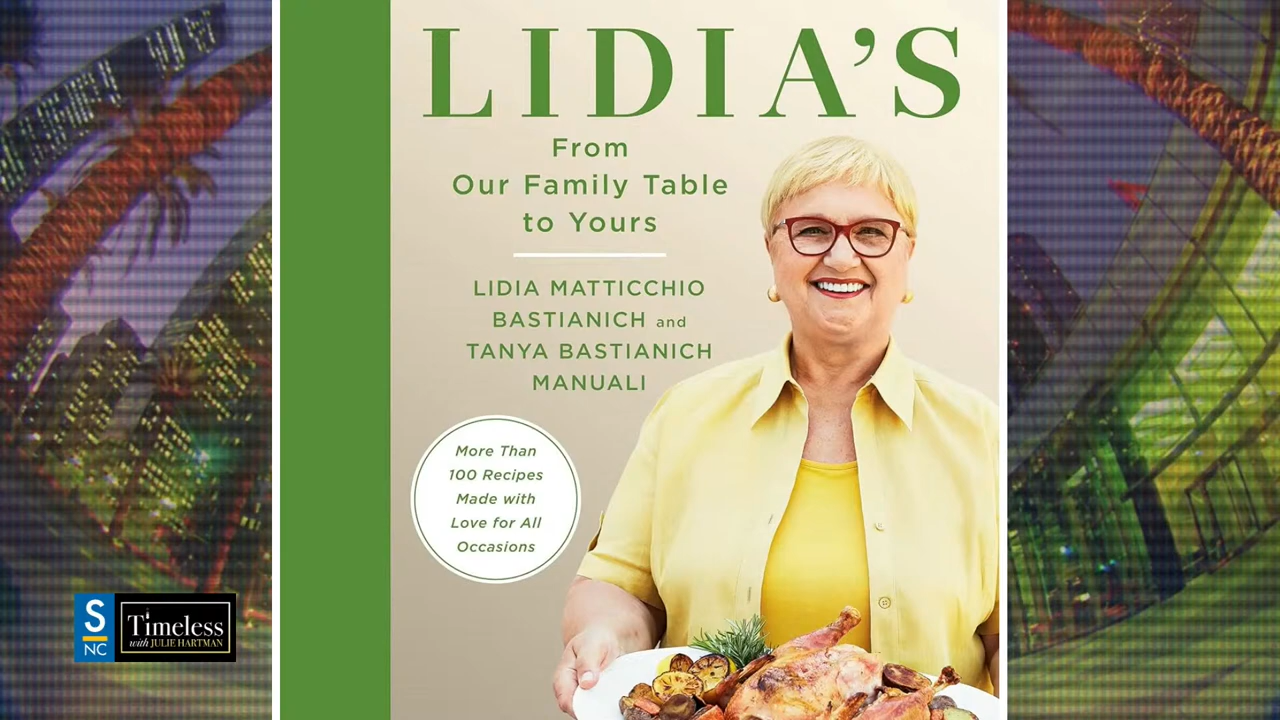 LIDIA'S
From
Our Family Table
to Yours
LIDIA MATTICCHIO
BASTIANICH and
TANYA BASTIANICH
MANUALI
More Than
100 Recipes
Made with
Love for All
Occasions
S
NC
Timeless
with JULIE HARTMAN